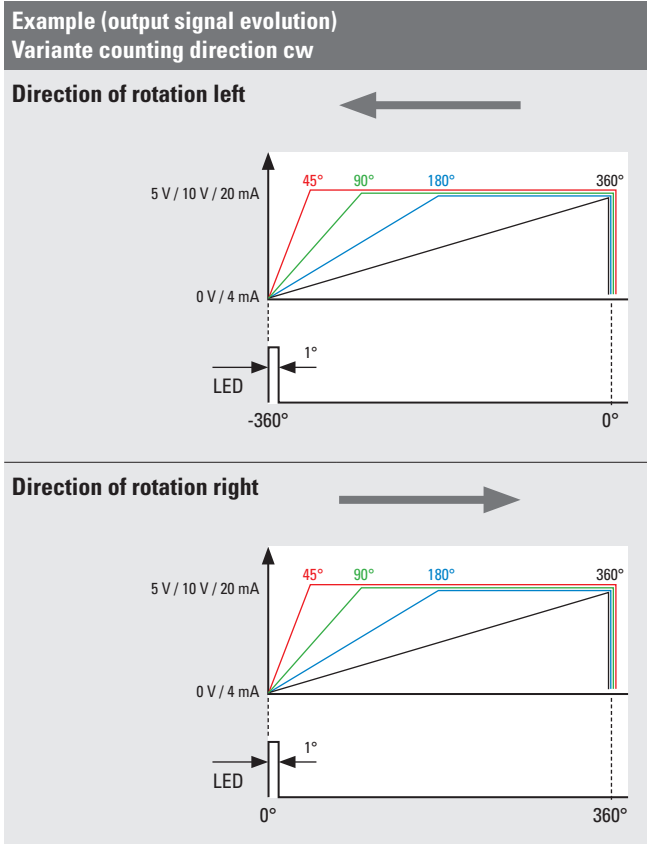 Example (output signal evolution)
Variante counting direction cw
Direction of rotation left
45° 90° 180° 360°
5 V / 10 V / 20 mA
0 V / 4 mA
1°
LED
-360° 0°
Direction of rotation right
45° 90° 180° 360°
5 V / 10 V / 20 mA
0 V / 4 mA
1°
LED
0° 360°